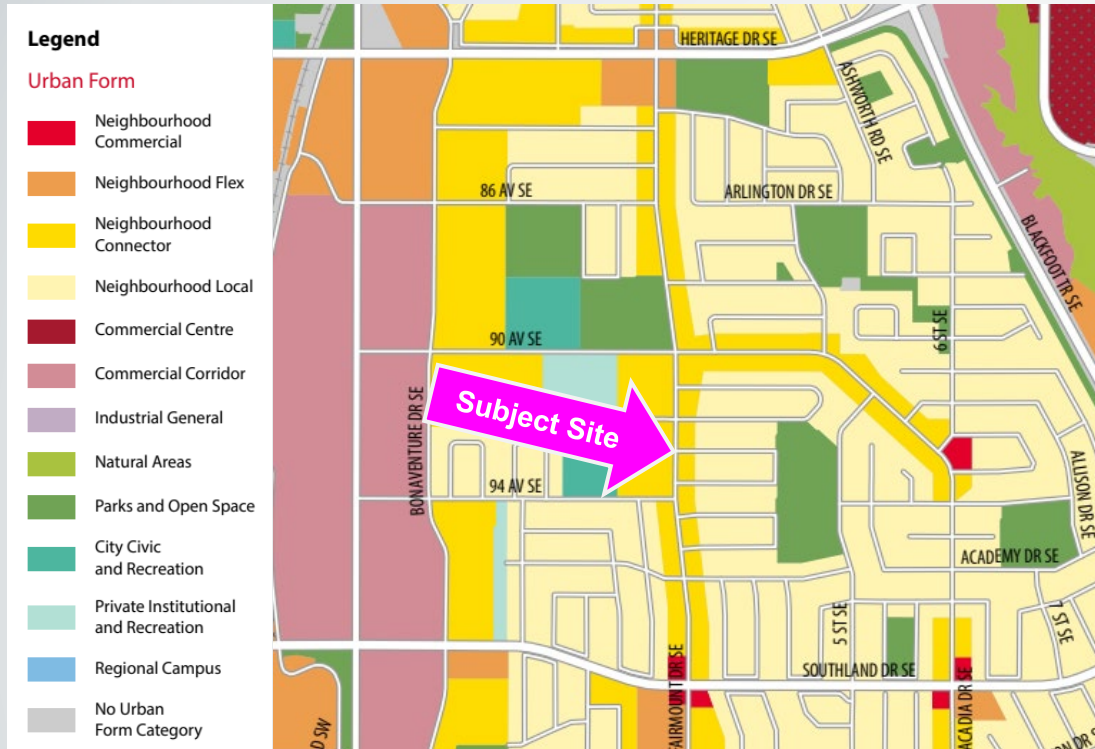 Legend
Urban Form
Neighbourhood
Commercial
Neighbourhood Flex
Neighbourhood
Connector
Neighbourhood Local
Commercial Centre
Commercial Corridor
Industrial General
Natural Areas
Parks and Open Space
City Civic
and Recreation
Private Institutional
and Recreation
Regional Campus
No Urban
Form Category
HERITAGE DR SE
ASHWORTH RD SE
86 AV SE
ARLINGTON DR SE
BLACKFOOT TR SE
6 ST SE
90 AV SE
BONAVENTURE DR SE
Subject Site
94 AV SE
ALLISON DR SE
ACADEMY DR SE
5 ST SE
7 ST SE
SOUTHLAND DR SE
FAIRMOUNT DR SE
ACADIA DR SE
D SW
ON DR S